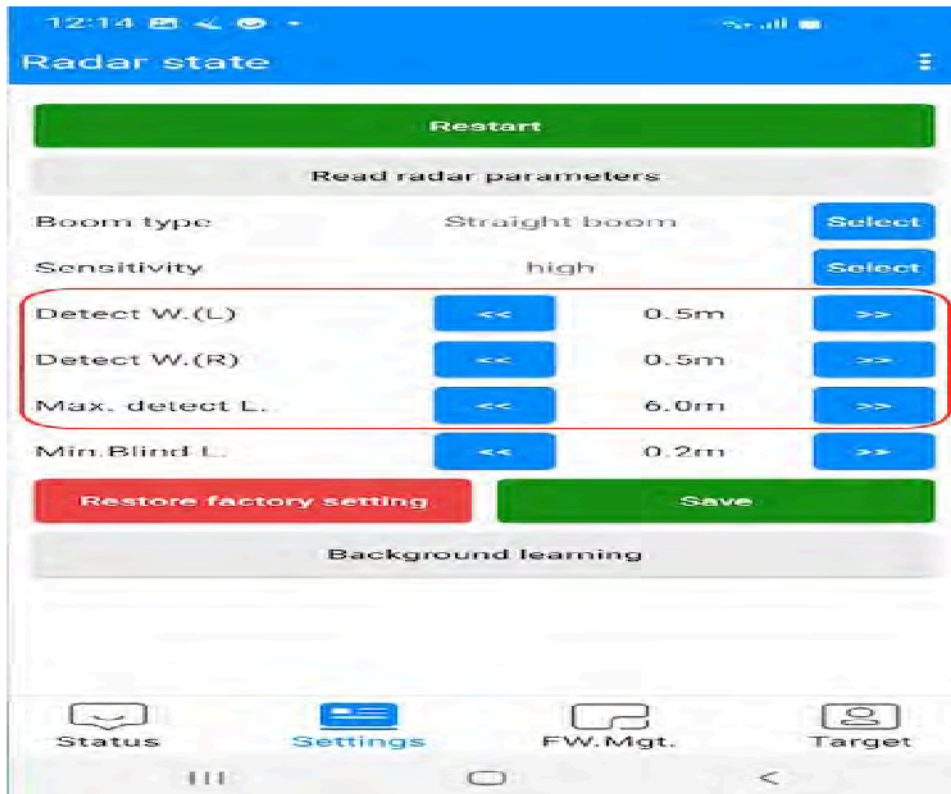 12:14
Radar state
Restart
Read radar parameters
Boom type Straight boom Select
Sensitivity high Select
Detect W.(L) << 0.5m >>
Detect W.(R) << 0.5m >>
Max. detect L. << 6.0m >>
Min.Blind L. << 0.2m >>
Restore factory setting Save
Background learning
Status Settings FW.Mgt. Target